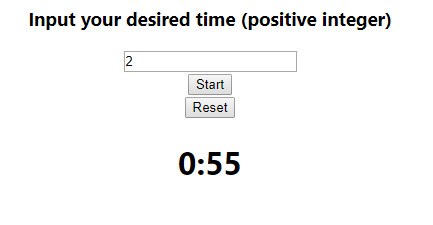 Input your desired time (positive integer)
2
Start
Reset
0:55